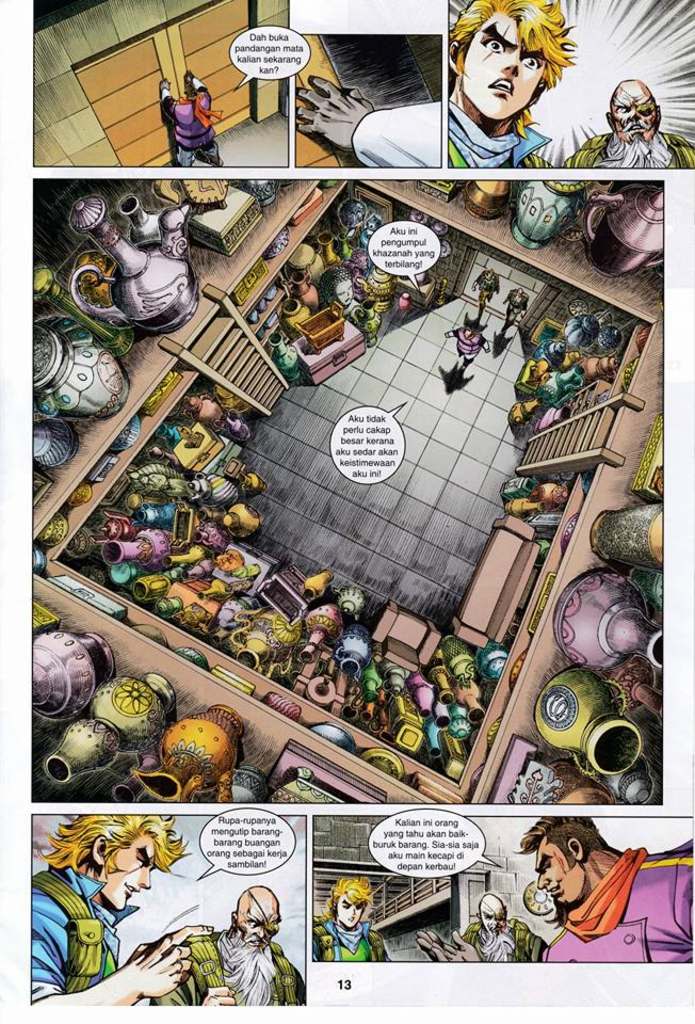 Dah buka
pandangan mata
kalian sekarang
kan?
Aku ini
pengumpul
khazanah yang
terbilang!
Aku tidak
perlu cakap
besar kerana
aku sedar akan
keistimewaan
aku ini!
Rupa-rupanya
mengutip barang-
barang buangan
orang sebagai kerja
sambilan!
Kalian ini orang
yang tahu akan baik-
buruk barang. Sia-sia saja
aku main kecapi di
depan kerbau!
13